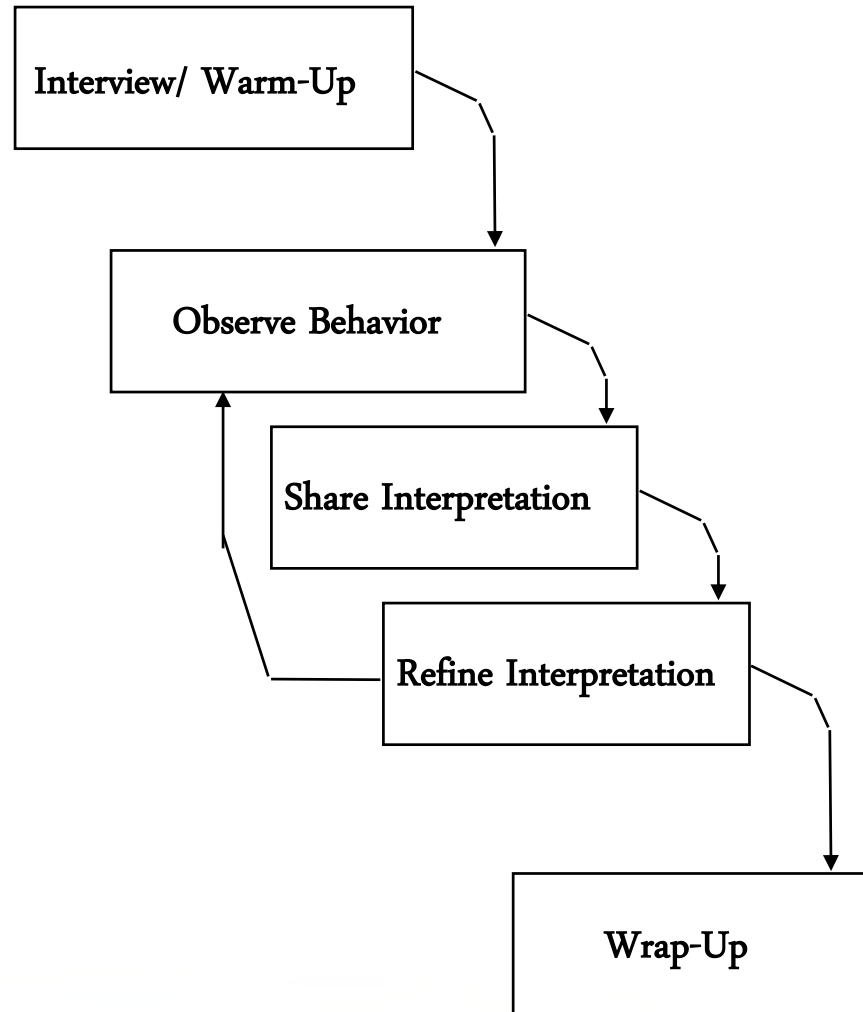 Interview/ Warm-Up
Observe Behavior
Share Interpretation
Refine Interpretation
Wrap-Up